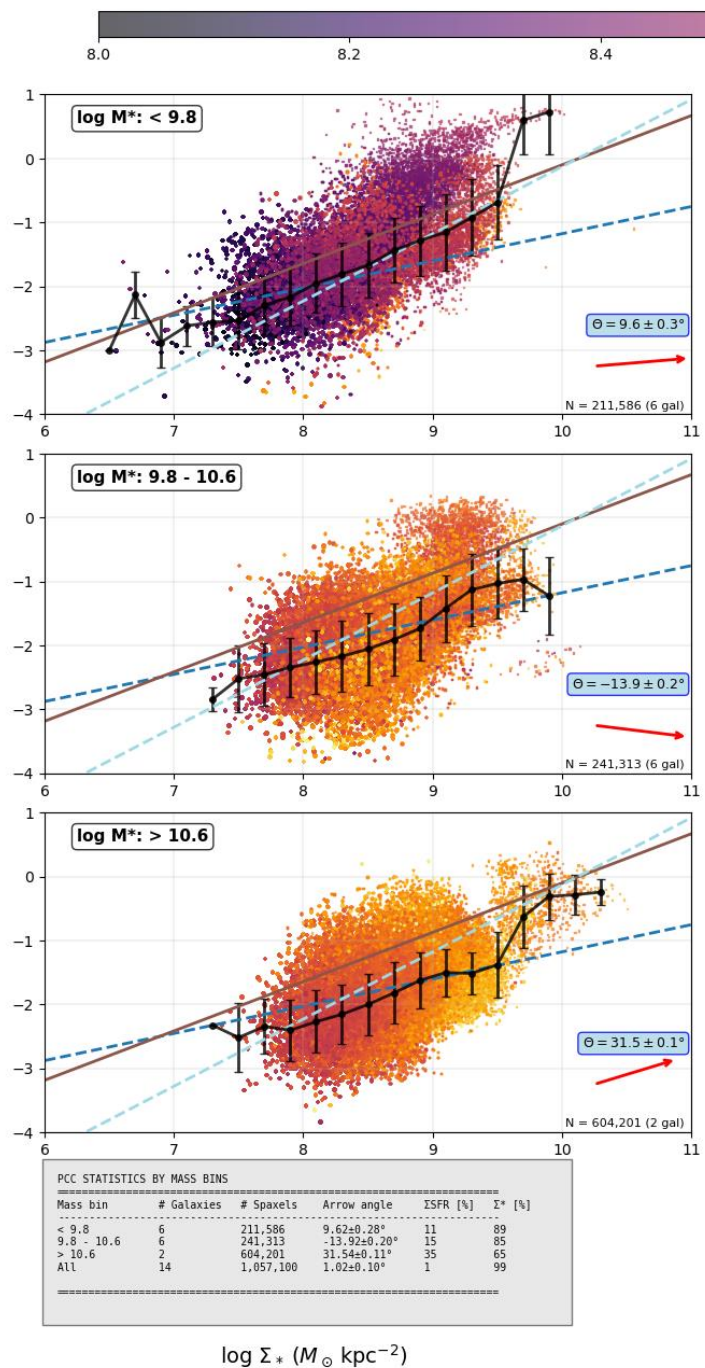 8.0 8.2 8.4
1
log M*: < 9.8
0
−1
−2
Θ = 9.6 ± 0.3°
−3
N = 211,586 (6 gal)
−4
6 7 8 9 10 11
1
log M*: 9.8 - 10.6
0
−1
−2
Θ = −13.9 ± 0.2°
−3
N = 241,313 (6 gal)
−4
6 7 8 9 10 11
1
log M*: > 10.6
0
−1
−2
Θ = 31.5 ± 0.1°
−3
N = 604,201 (2 gal)
−4
6 7 8 9 10 11
PCC STATISTICS BY MASS BINS
Mass bin # Galaxies # Spaxels Arrow angle ΣSFR [%] Σ* [%]
< 9.8 6 211,586 9.62±0.28° 11 89
9.8 - 10.6 6 241,313 -13.92±0.20° 15 85
> 10.6 2 604,201 31.54±0.11° 35 65
All 14 1,057,100 1.02±0.10° 1 99
log Σ* (M⊙ kpc−2)